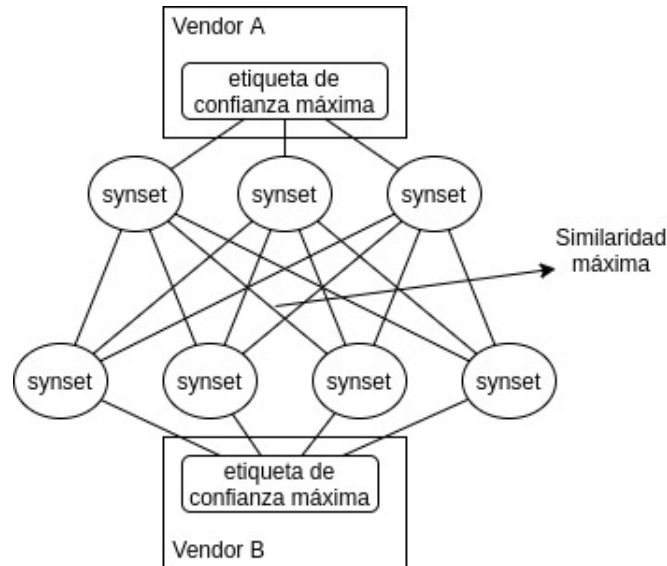 Vendor A
etiqueta de
confianza máxima
synset
synset
synset
Similaridad
máxima
synset
synset
synset
synset
etiqueta de
confianza máxima
Vendor B